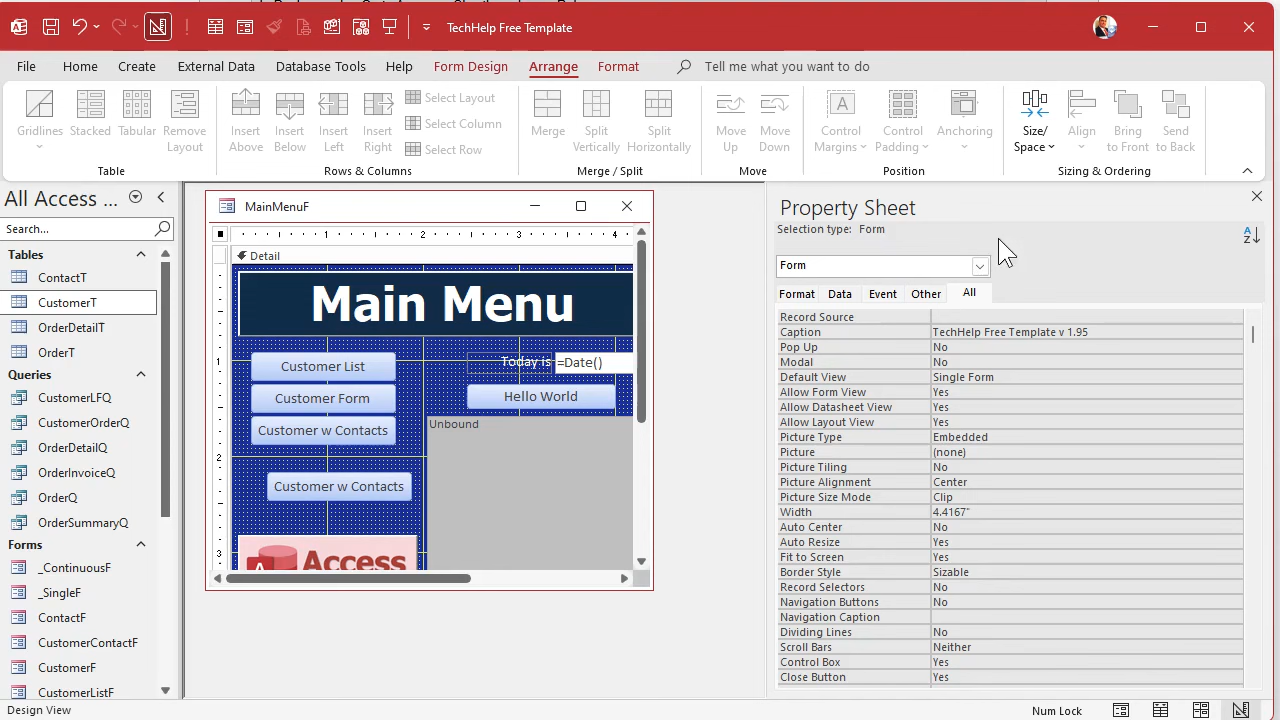 TechHelp Free Template
File Home Create External Data Database Tools Help Form Design Arrange Format Tell me what you want to do
Gridlines Stacked Tabular Remove Layout
Insert Above Insert Below Insert Left Insert Right
Select Layout
Select Column
Select Row
Merge Split Vertically Split Horizontally
Move Up Move Down
Control Margins Control Padding Anchoring
Size/ Space Align Bring to Front Send to Back
Table Rows & Columns Merge / Split Move Position Sizing & Ordering
All Access ...
Search...
Tables
ContactT
CustomerT
OrderDetailT
OrderT
Queries
CustomerLFQ
CustomerOrderQ
OrderDetailQ
OrderInvoiceQ
OrderQ
OrderSummaryQ
Forms
_ContinuousF
_SingleF
ContactF
CustomerContactF
CustomerF
CustomerListF
MainMenuF
1 2 3 4
Detail
Main Menu
1
Customer List
Today is =Date()
Customer Form
Hello World
Customer w Contacts
Unbound
2
Customer w Contacts
3
A Access
Property Sheet
Selection type: Form
Form
Format Data Event Other All
Record Source
Caption TechHelp Free Template v 1.95
Pop Up No
Modal No
Default View Single Form
Allow Form View Yes
Allow Datasheet View Yes
Allow Layout View Yes
Picture Type Embedded
Picture (none)
Picture Tiling No
Picture Alignment Center
Picture Size Mode Clip
Width 4.4167"
Auto Center No
Auto Resize Yes
Fit to Screen Yes
Border Style Sizable
Record Selectors No
Navigation Buttons No
Navigation Caption
Dividing Lines No
Scroll Bars Neither
Control Box Yes
Close Button Yes
Design View
Num Lock